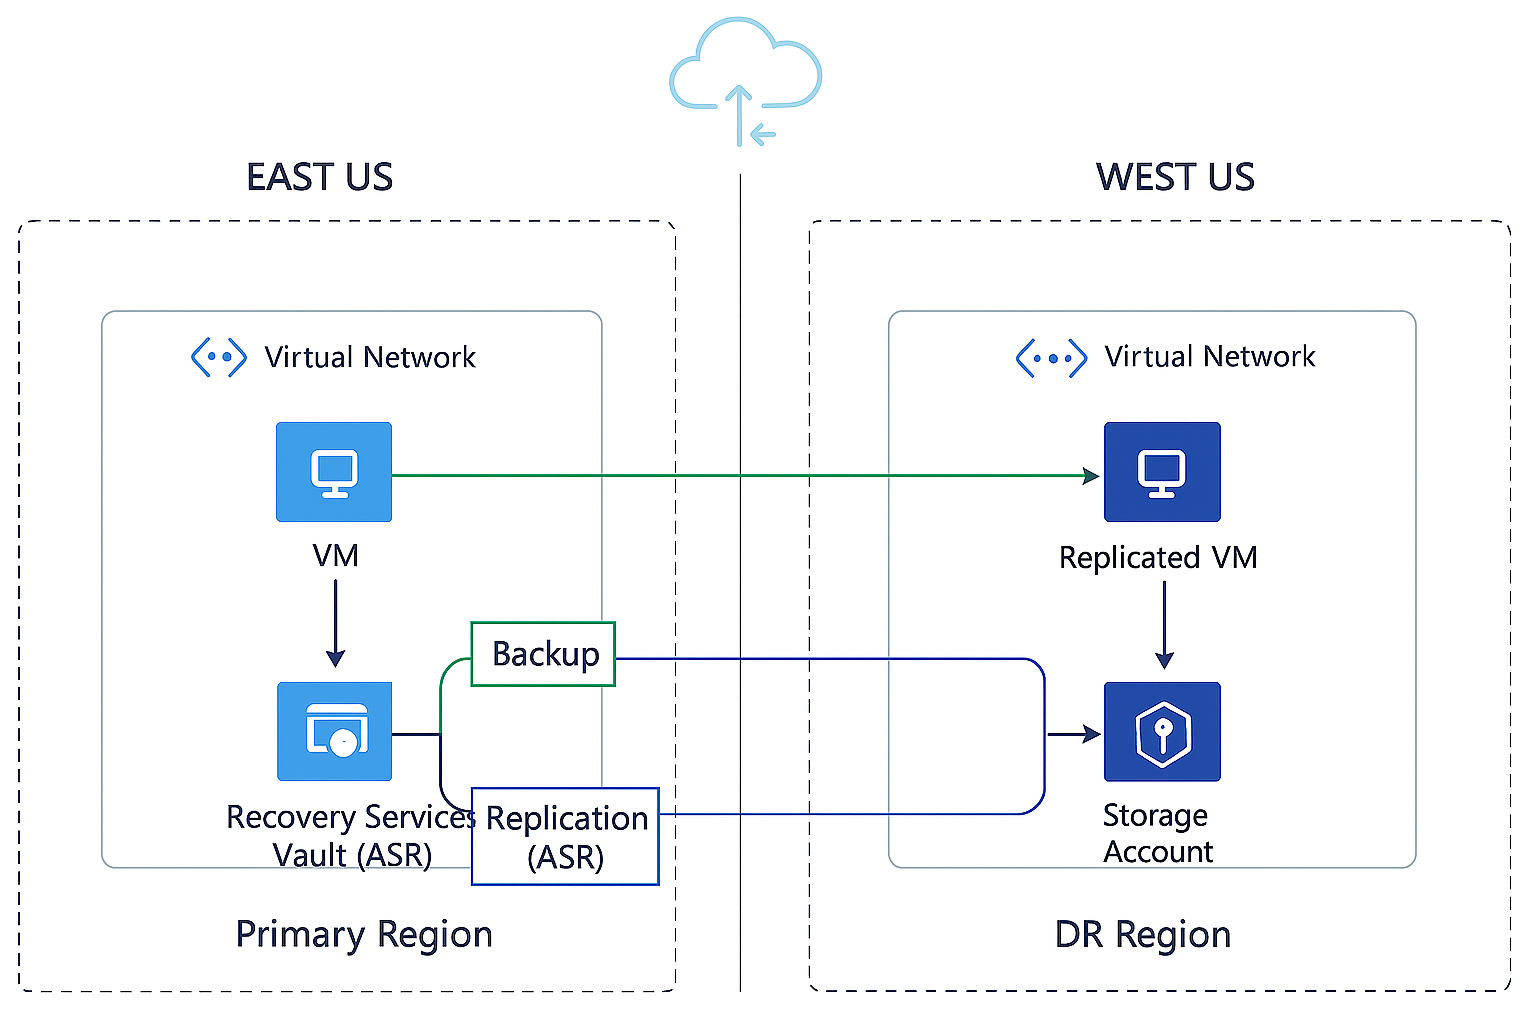 EAST US
WEST US
Virtual Network
Virtual Network
VM
Replicated VM
Backup
Recovery Services
Vault (ASR)
Replication
(ASR)
Storage
Account
Primary Region
DR Region